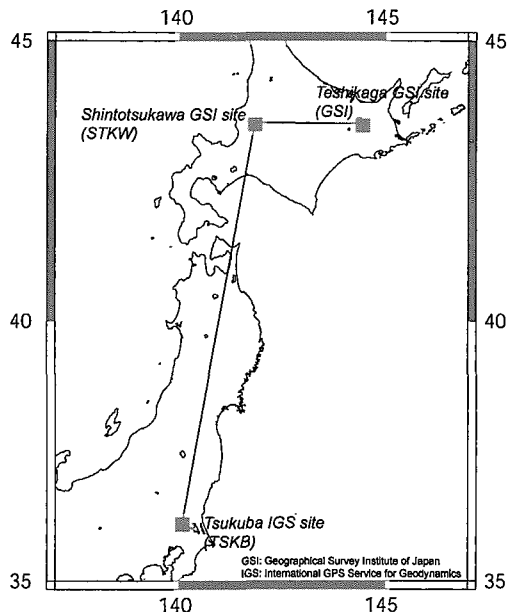 140 145
45 45
Teshikaga GSI site
(GSI)
Shintotsukawa GSI site
(STKW)
40 40
Tsukuba IGS site
(TSKB)
GSI: Geographical Survey Institute of Japan
IGS: International GPS Service for Geodynamics
35 35
140 145